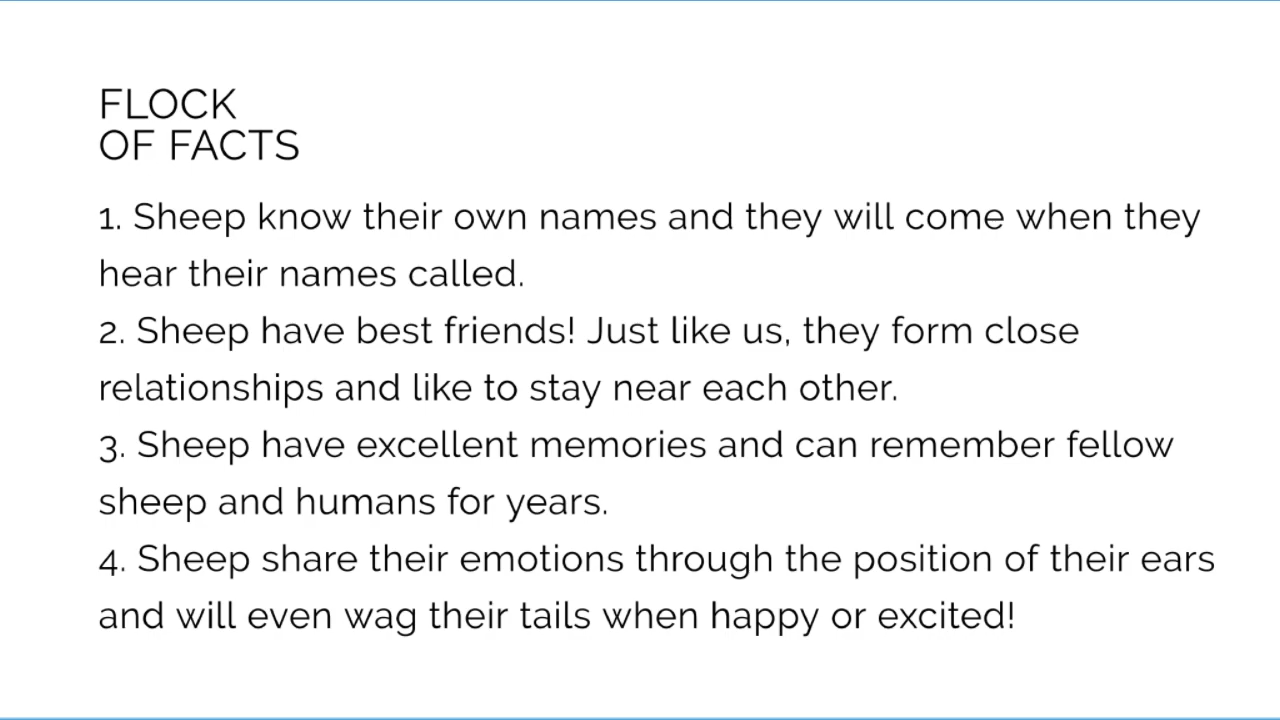 FLOCK
OF FACTS
1. Sheep know their own names and they will come when they
hear their names called.
2. Sheep have best friends! Just like us, they form close
relationships and like to stay near each other.
3. Sheep have excellent memories and can remember fellow
sheep and humans for years.
4. Sheep share their emotions through the position of their ears
and will even wag their tails when happy or excited!